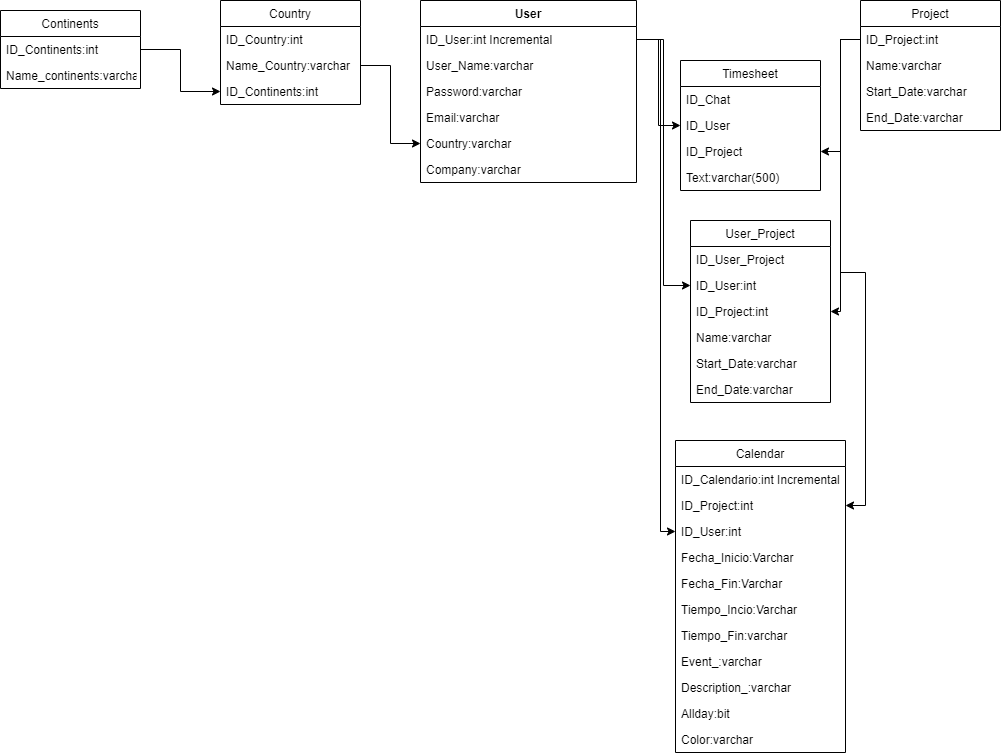 Continents
ID_Continents:int
Name_continents:varcha
Country
ID_Country:int
Name_Country:varchar
ID_Continents:int
User
ID_User:int Incremental
User_Name:varchar
Password:varchar
Email:varchar
Country:varchar
Company:varchar
Timesheet
ID_Chat
ID_User
ID_Project
Text:varchar(500)
Project
ID_Project:int
Name:varchar
Start_Date:varchar
End_Date:varchar
User_Project
ID_User_Project
ID_User:int
ID_Project:int
Name:varchar
Start_Date:varchar
End_Date:varchar
Calendar
ID_Calendario:int Incremental
ID_Project:int
ID_User:int
Fecha_Inicio:Varchar
Fecha_Fin:Varchar
Tiempo_Incio:Varchar
Tiempo_Fin:varchar
Event_:varchar
Description_:varchar
Allday:bit
Color:varchar